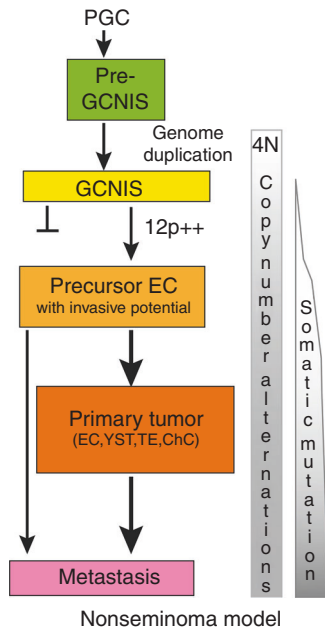 PGC
Pre-
GCNIS
Genome
duplication
GCNIS
12p++
Precursor EC
with invasive potential
Primary tumor
(EC,YST,TE,ChC)
Metastasis
4N
Copy number alternations
Somatic mutation
Nonseminoma model